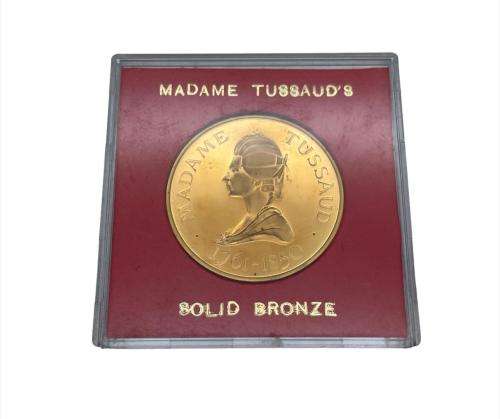 MADAME TUSSAUD'S
MADAME TUSSAUD
1761-1850
SOLID BRONZE